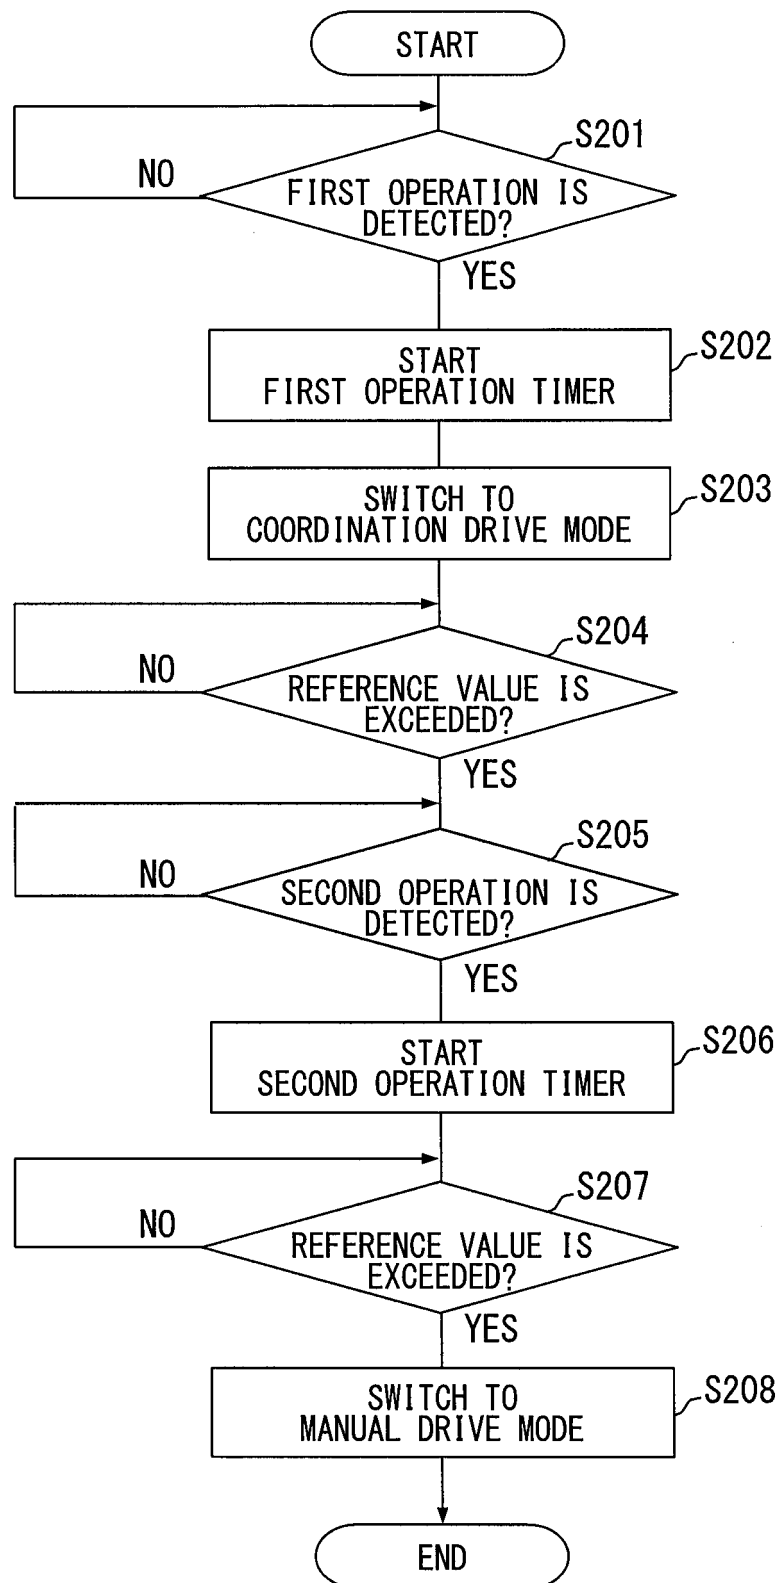 START
S201
NO
FIRST OPERATION IS
DETECTED?
YES
S202
START
FIRST OPERATION TIMER
S203
SWITCH TO
COORDINATION DRIVE MODE
S204
NO
REFERENCE VALUE IS
EXCEEDED?
YES
S205
NO
SECOND OPERATION IS
DETECTED?
YES
S206
START
SECOND OPERATION TIMER
S207
NO
REFERENCE VALUE IS
EXCEEDED?
YES
S208
SWITCH TO
MANUAL DRIVE MODE
END